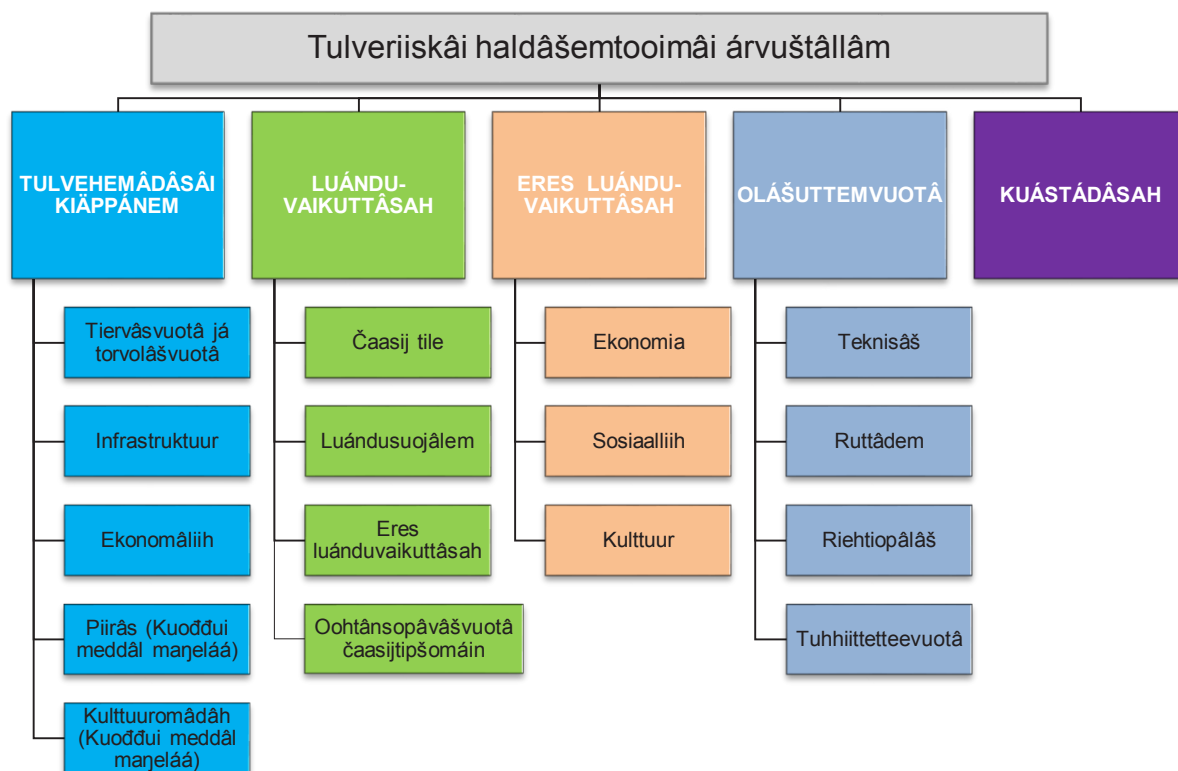 Tulveriiskâi haldâšemtooimâi árvuštâllâm
TULVEHEMÂDÂSÂI
KIÄPPÁNEM
LUÁNDU-
VAIKUTTÂSAH
ERES LUÁNDU-
VAIKUTTÂSAH
OLÁŠUTTEMVUOTÂ
KUÁSTÁDÂSAH
Tiervâsvuotâ já
torvolâšvuotâ
Infrastruktuur
Ekonomâliih
Piirâs (Kuođđui
meddâl maŋeláá)
Kulttuuromâdâh
(Kuođđui meddâl
maŋeláá)
Čaasij tile
Luándusuojâlem
Eres
luánduvaikuttâsah
Oohtânsopâvâšvuotâ
čaasijtipšomáin
Ekonomia
Sosiaalliih
Kulttuur
Teknisâš
Ruttâdem
Riehtiopâlâš
Tuhhiittetteevuotâ